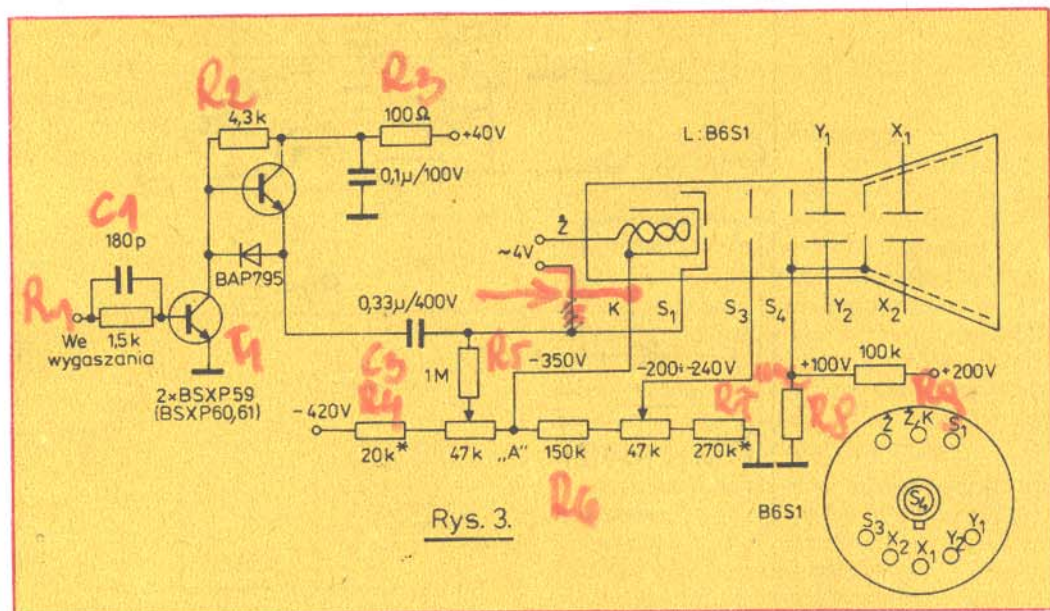 R2
R3
4,3k
100Ω
+40V
L:B6S1
Y₁
X₁
0,1μ/100V
C1
180p
Ż
~4V
BAP795
R1
0,33μ/400V
K
S₁
S₃
S₄
Y₂
X₂
We
wygaszania
1,5k
T1
R5
C3
1M
-350V
-200÷-240V
+100V
100k
+200V
2×BSXP59
(BSXP60,61)
R4
R7
R8
R9
-420V
20k*
47k
„A"
150k
47k
270k*
R6
B6S1
Rys. 3.
Ż
Ż,K
S₁
S₄
S₃
X₂
X₁
Y₂
Y₁